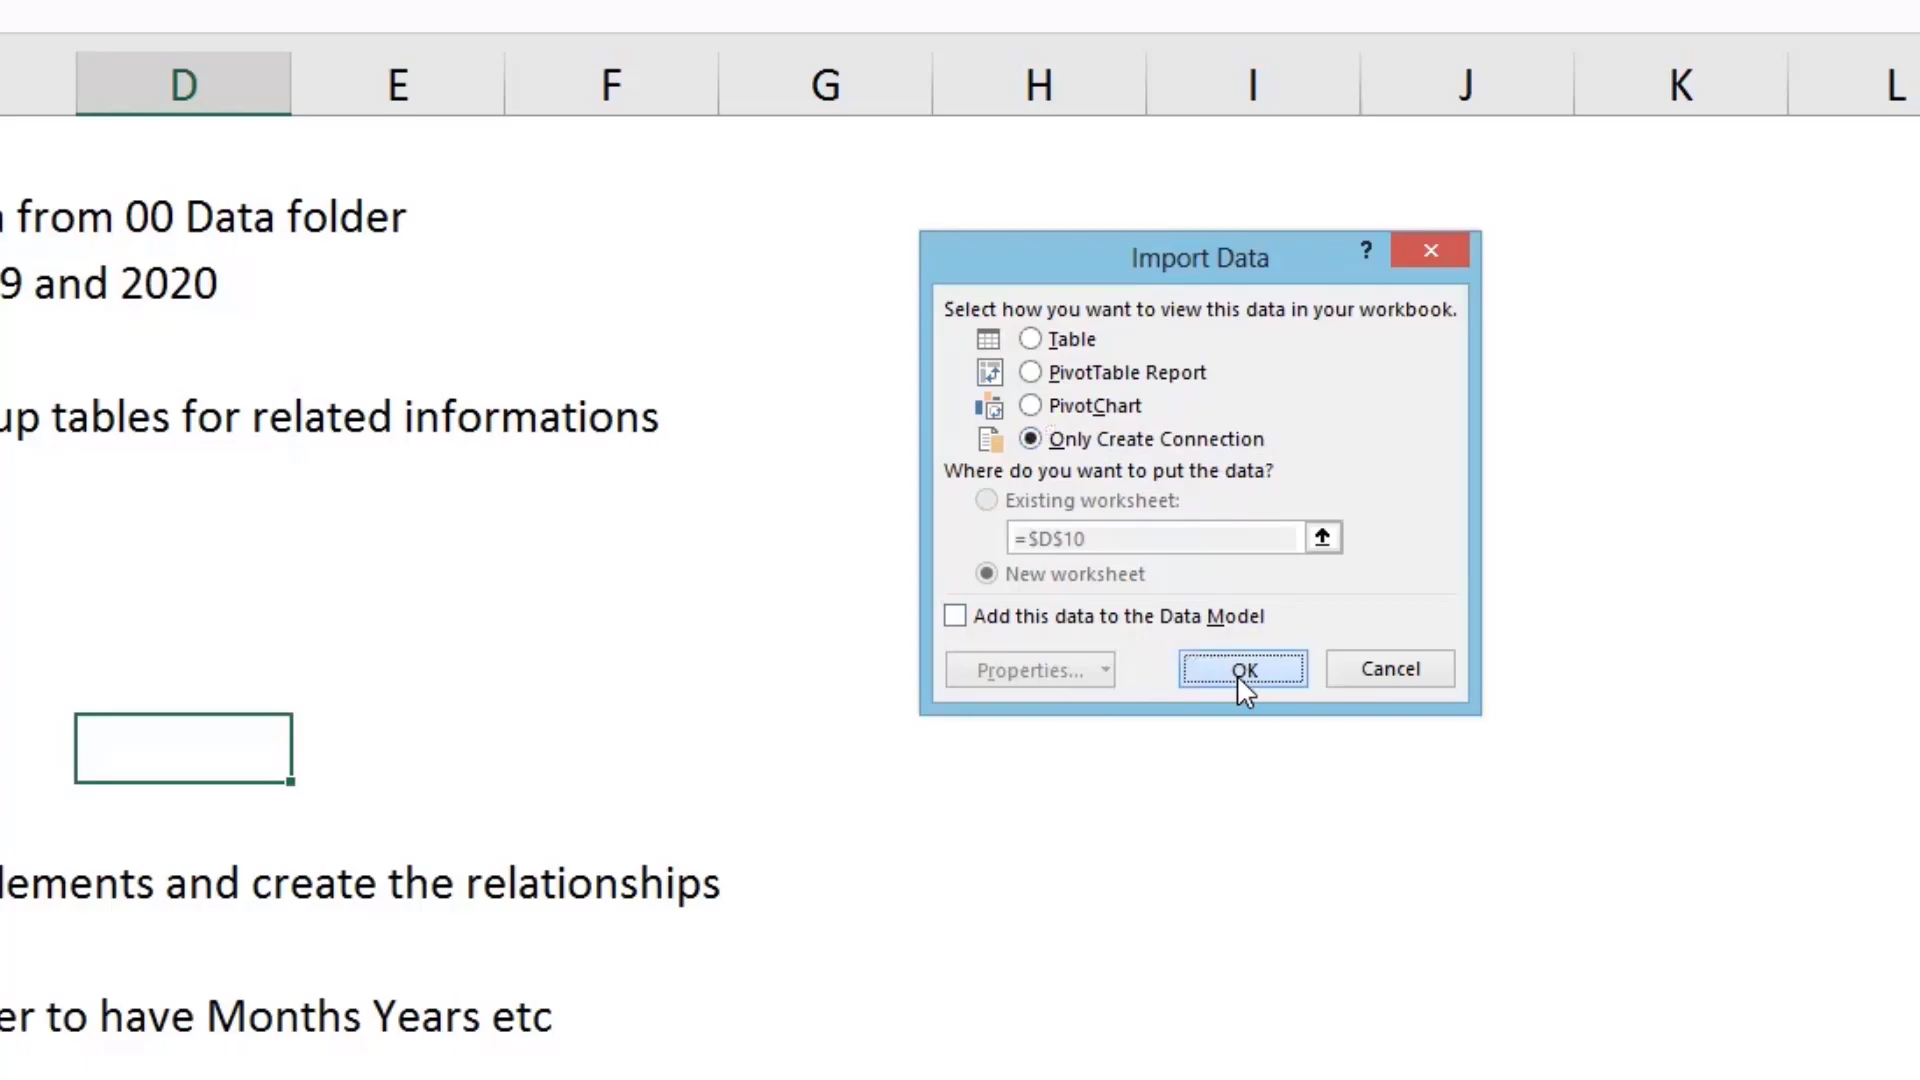 D E F G H I J K L
from 00 Data folder
9 and 2020
up tables for related informations
lements and create the relationships
er to have Months Years etc
Import Data
?
Select how you want to view this data in your workbook.
Table
PivotTable Report
PivotChart
Only Create Connection
Where do you want to put the data?
Existing worksheet:
=$D$10
New worksheet
Add this data to the Data Model
Properties...
OK
Cancel